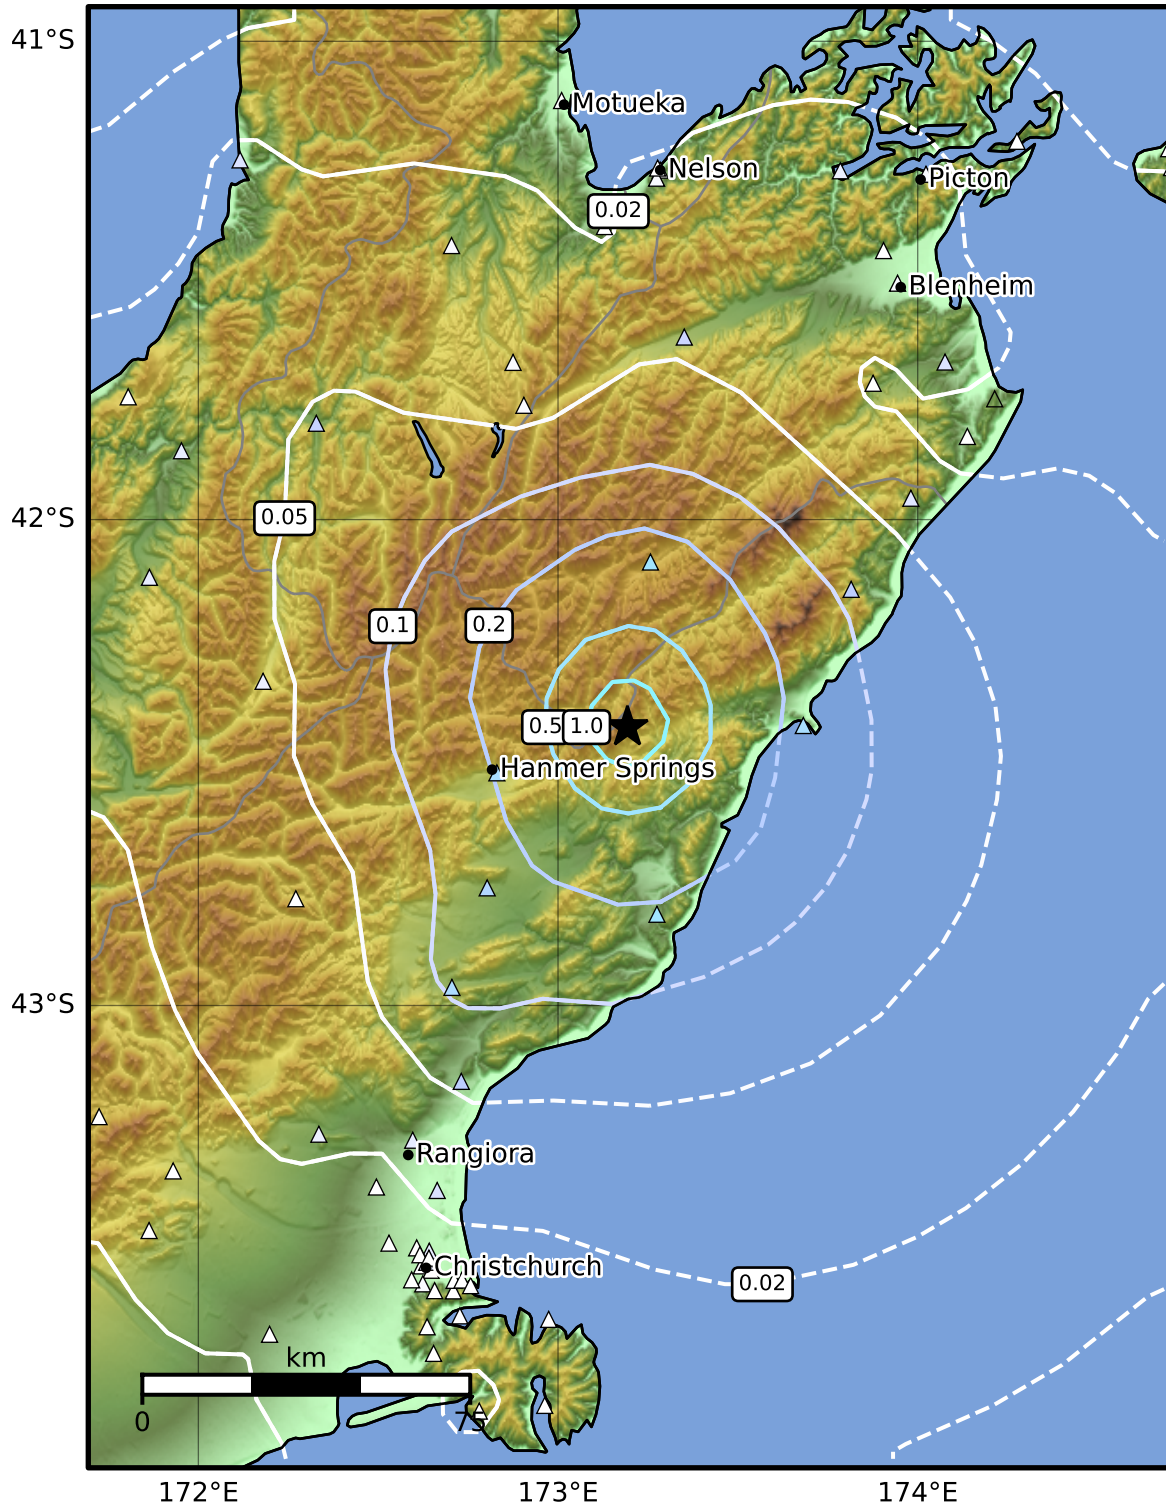 41°S
Motueka
Nelson
Picton
0.02
Blenheim
42°S
0.05
0.1
0.2
0.5
1.0
Hanmer Springs
43°S
Rangiora
Christchurch
0.02
km
0
75
172°E
173°E
174°E